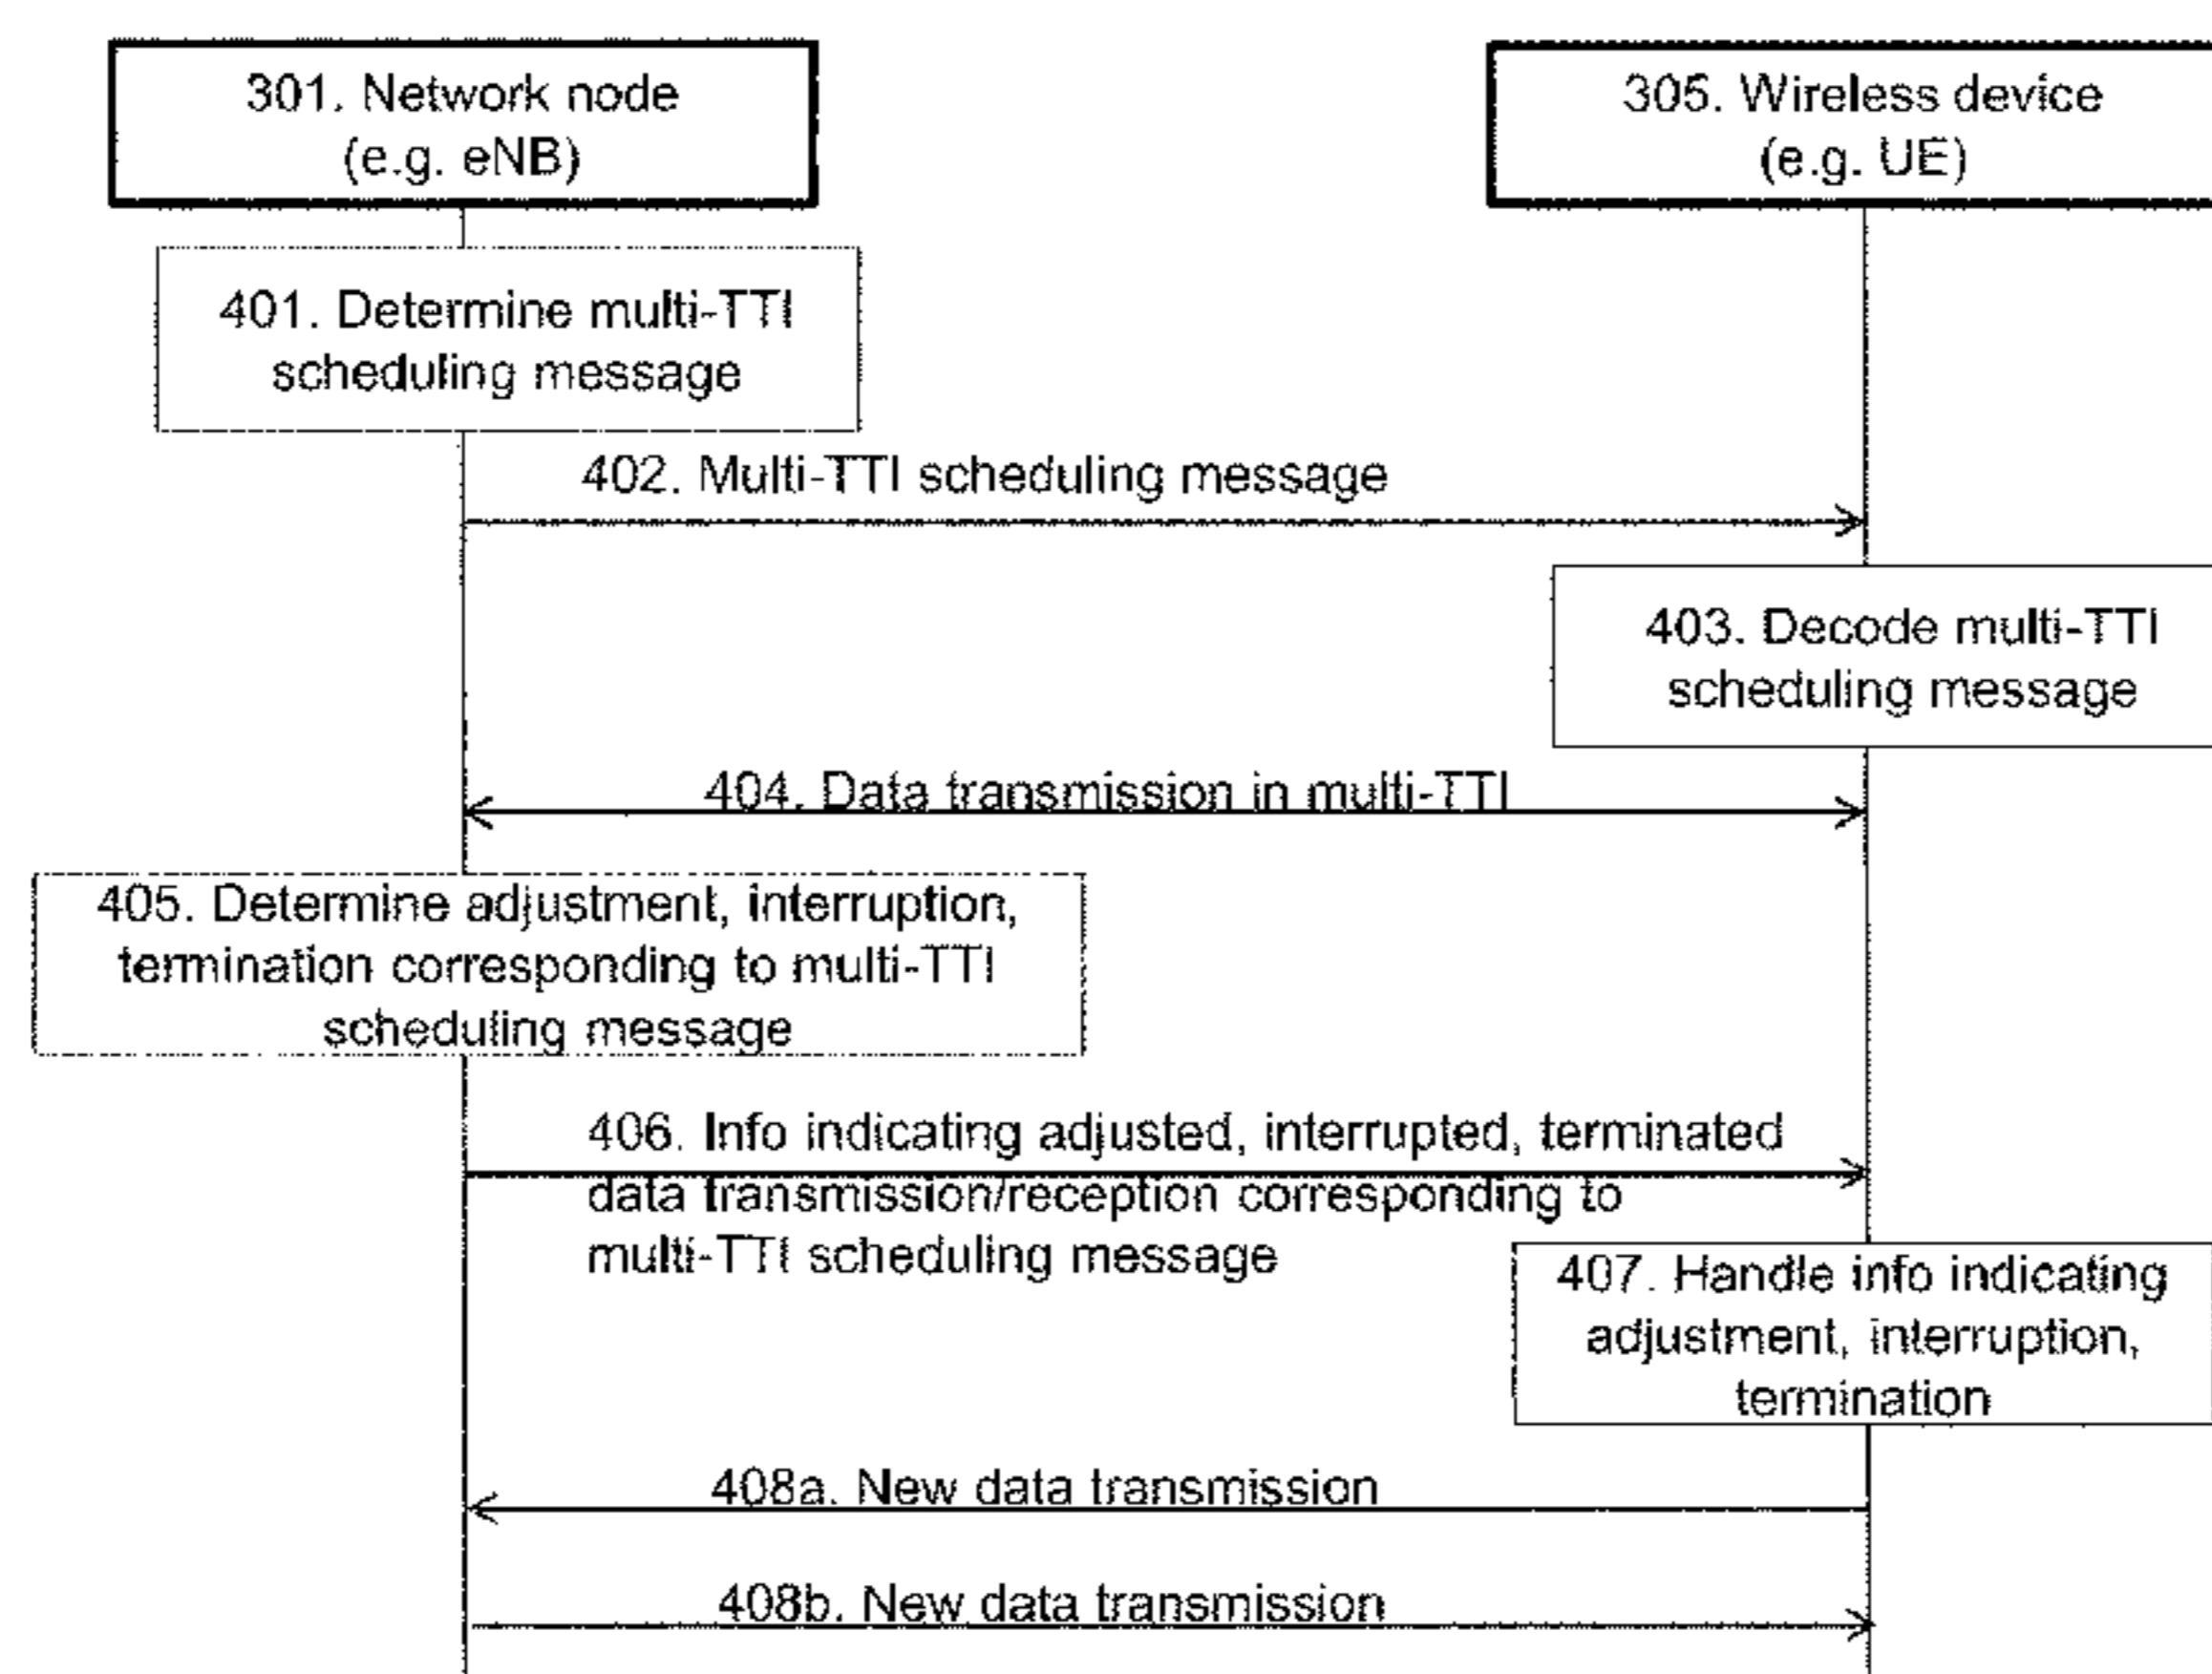 301. Network node
(e.g. eNB)
305. Wireless device
(e.g. UE)
401. Determine multi-TTI
scheduling message
402. Multi-TTI scheduling message
403. Decode multi-TTI
scheduling message
404. Data transmission in multi-TTI
405. Determine adjustment, interruption,
termination corresponding to multi-TTI
scheduling message
406. Info indicating adjusted, interrupted, terminated
data transmission/reception corresponding to
multi-TTI scheduling message
407. Handle info indicating
adjustment, interruption,
termination
408a. New data transmission
408b. New data transmission